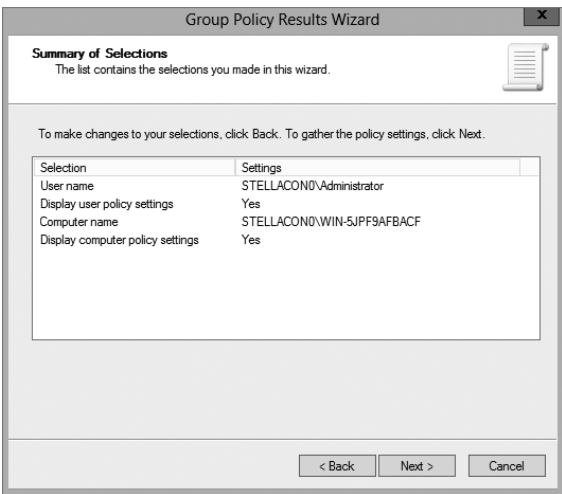 Group Policy Results Wizard
x
Summary of Selections
The list contains the selections you made in this wizard.
To make changes to your selections, click Back. To gather the policy settings, click Next.
Selection Settings
User name STELLACON0\Administrator
Display user policy settings Yes
Computer name STELLACON0\WIN-5JPF9AFBACF
Display computer policy settings Yes
< Back Next > Cancel